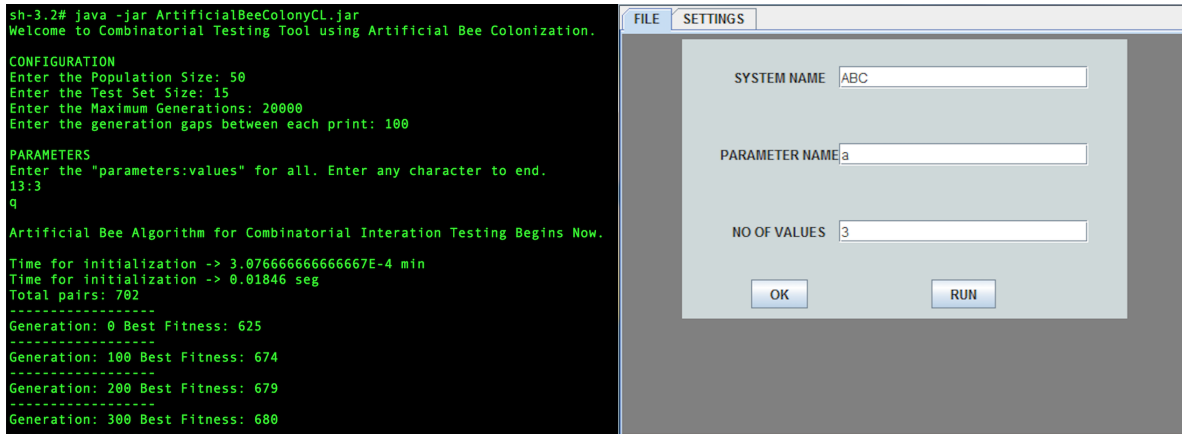 sh-3.2# java -jar ArtificialBeeColonyCL.jar
Welcome to Combinatorial Testing Tool using Artificial Bee Colonization.
CONFIGURATION
Enter the Population Size: 50
Enter the Test Set Size: 15
Enter the Maximum Generations: 20000
Enter the generation gaps between each print: 100
PARAMETERS
Enter the "parameters:values" for all. Enter any character to end.
13:3
q
Artificial Bee Algorithm for Combinatorial Interation Testing Begins Now.
Time for initialization -> 3.076666666666667E-4 min
Time for initialization -> 0.01846 seg
Total pairs: 702
------------------
Generation: 0 Best Fitness: 625
------------------
Generation: 100 Best Fitness: 674
------------------
Generation: 200 Best Fitness: 679
------------------
Generation: 300 Best Fitness: 680
FILE SETTINGS
SYSTEM NAME ABC
PARAMETER NAME a
NO OF VALUES 3
OK RUN